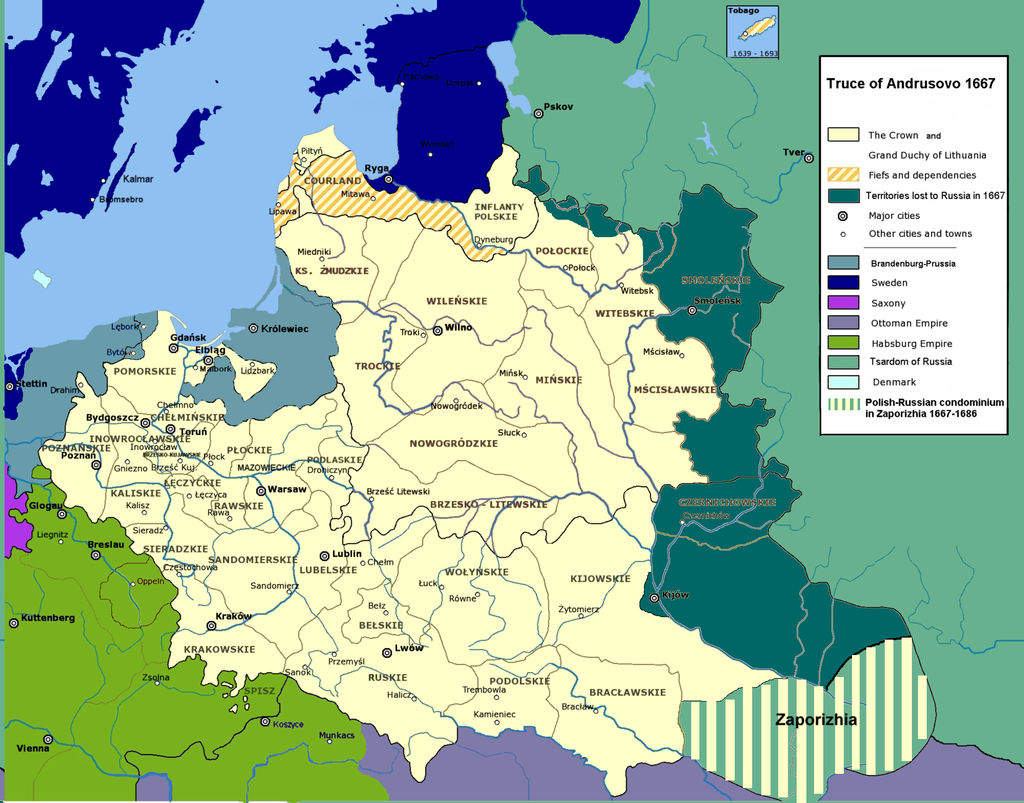 Tobago
1639 - 1693
Truce of Andrusovo 1667
The Crown and
Grand Duchy of Lithuania
Fiefs and dependencies
Territories lost to Russia in 1667
Major cities
Other cities and towns
Brandenburg-Prussia
Sweden
Saxony
Ottoman Empire
Habsburg Empire
Tsardom of Russia
Denmark
Polish-Russian condominium
in Zaporizhia 1667-1686
Pskov
Tver
Kalmar
Bromsebro
Piltyń
Ryga
COURLAND
Mitawa
Lipawa
INFLANTY
POLSKIE
Dyneburg
Miedniki
KS. ŻMUDZKIE
POŁOCKIE
Połock
Witebsk
WITEBSKIE
SMOLEŃSKIE
Smoleńsk
WILEŃSKIE
Wilno
Troki
TROCKIE
Mińsk
MIŃSKIE
Mścisław
MŚCISŁAWSKIE
Nowogródek
Słuck
NOWOGRÓDZKIE
Lębork
Gdańsk
Królewiec
Bytów
Elbląg
Malbork
Lidzbark
POMORSKIE
Stettin
Drahim
Chełmno
Bydgoszcz
CHEŁMIŃSKIE
Toruń
INOWROCŁAWSKIE
Inowrocław
BRZESKO-KUJAWSKIE
POZNAŃSKIE
Poznań
Gniezno
Brześć Kuj.
Płock
PŁOCKIE
MAZOWIECKIE
PODLASKIE
Drohiczyn
ŁĘCZYCKIE
Łęczyca
KALISKIE
Kalisz
RAWSKIE
Rawa
Warsaw
Brześć Litewski
BRZESKO - LITEWSKIE
CZERNICHOWSKIE
Czernichów
Glogau
Liegnitz
Sieradz
SIERADZKIE
Breslau
Częstochowa
SANDOMIERSKIE
Lublin
LUBELSKIE
Chełm
Oppeln
Sandomierz
WOŁYŃSKIE
Łuck
Równe
KIJOWSKIE
Kijów
Żytomierz
Kuttenberg
Kraków
KRAKOWSKIE
Bełz
BEŁSKIE
Lwów
Przemyśl
Sanok
RUSKIE
Halicz
Trembowla
PODOLSKIE
Kamieniec
BRACŁAWSKIE
Bracław
Zaporizhia
Zsolna
SPISZ
Koszyce
Munkacs
Vienna